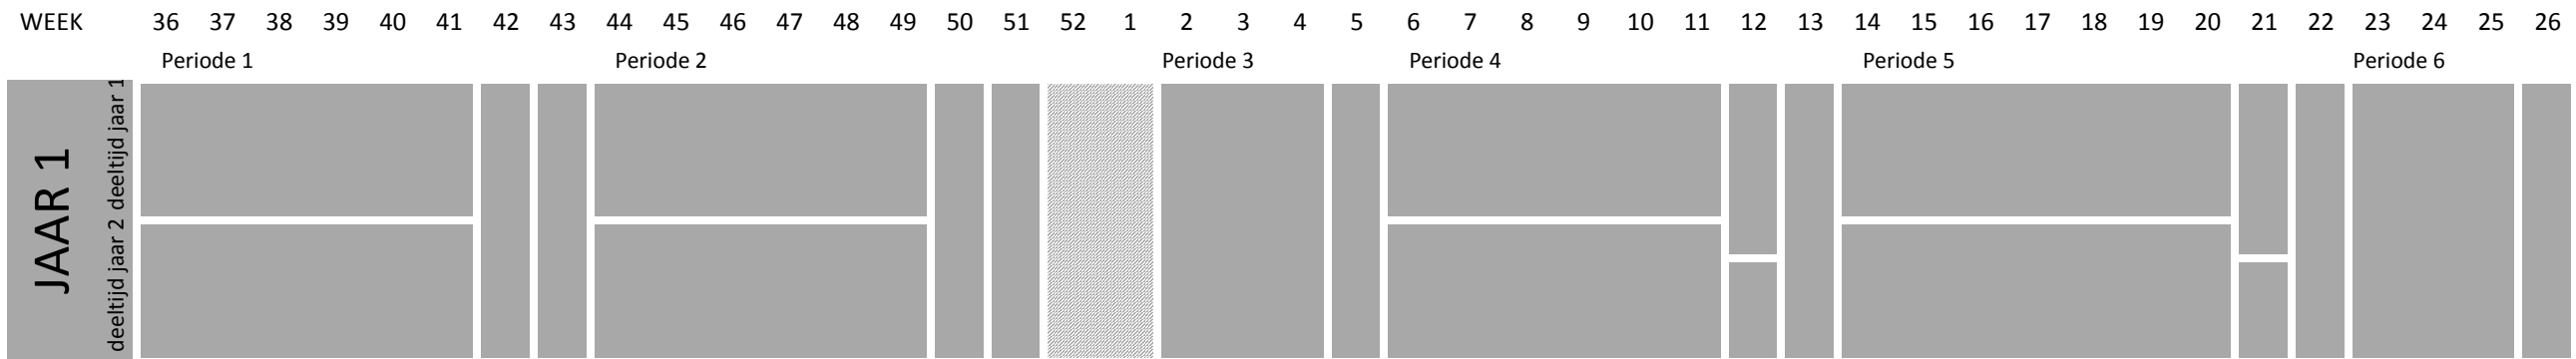 WEEK 36 37 38 39 40 41 42 43 44 45 46 47 48 49 50 51 52 1 2 3 4 5 6 7 8 9 10 11 12 13 14 15 16 17 18 19 20 21 22 23 24 25 26
Periode 1 Periode 2 Periode 3 Periode 4 Periode 5 Periode 6
JAAR 1
deeltijd jaar 1
deeltijd jaar 2